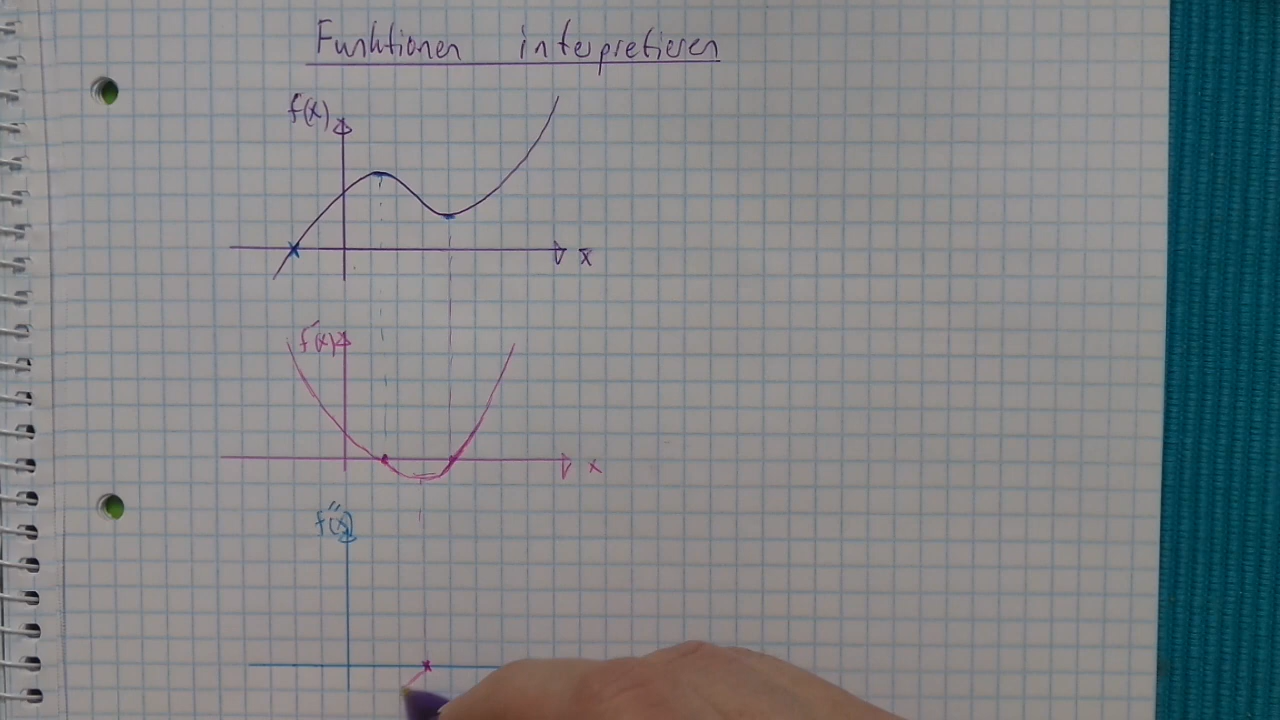 Funktionen interpretieren
f(x)
x
f'(x)
x
f''(x)